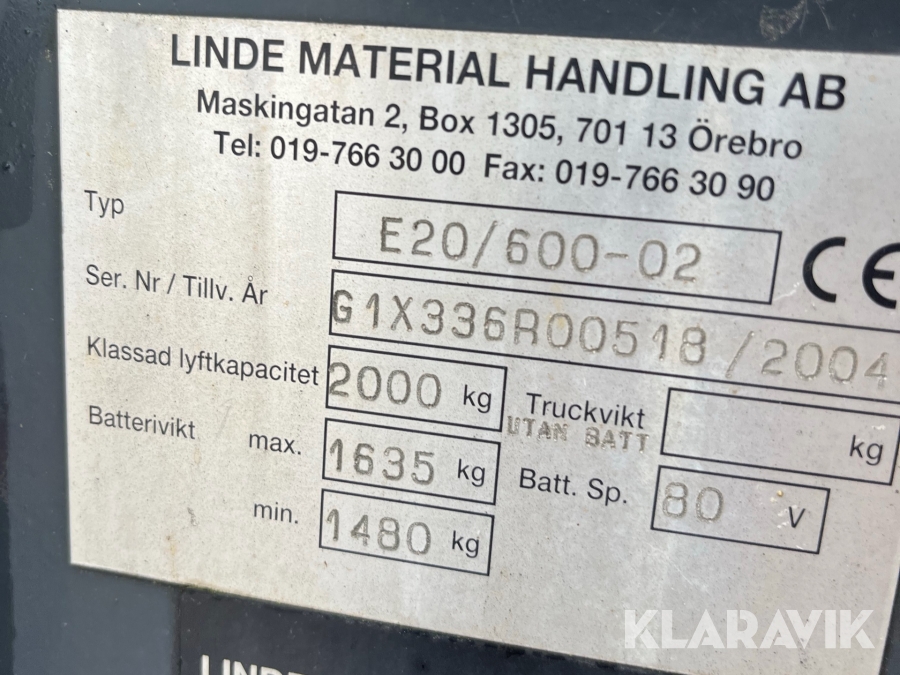 LINDE MATERIAL HANDLING AB
Maskingatan 2, Box 1305, 701 13 Örebro
Tel: 019-766 30 00 Fax: 019-766 30 90
Typ E20/600-02 CE
Ser. Nr / Tillv. År G1X336R00518 / 2004
Klassad lyftkapacitet 2000 kg Truckvikt kg
UTAN BATT
Batterivikt max. 1635 kg Batt. Sp. 80 V
min. 1480 kg
KLARAVIK
LINDE